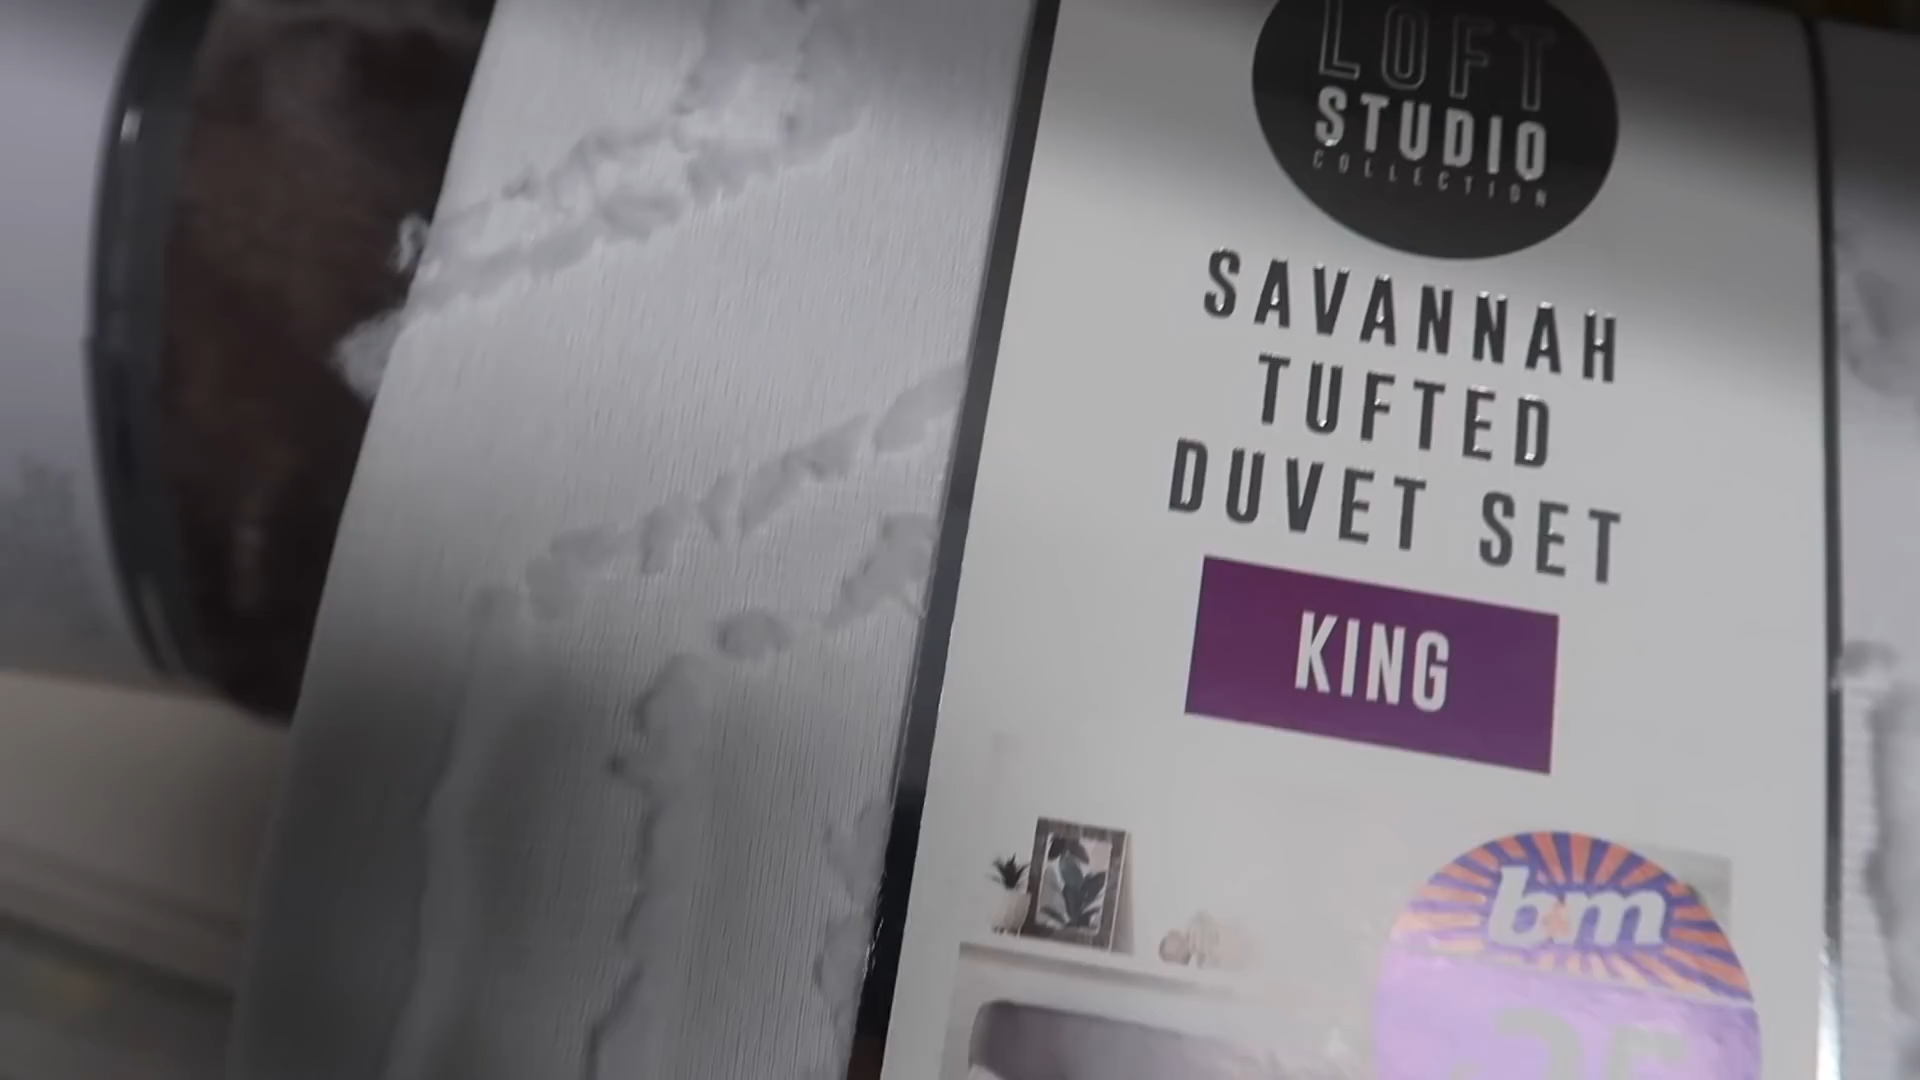 LOFT
STUDIO
COLLECTION
SAVANNAH
TUFTED
DUVET SET
KING
b&m